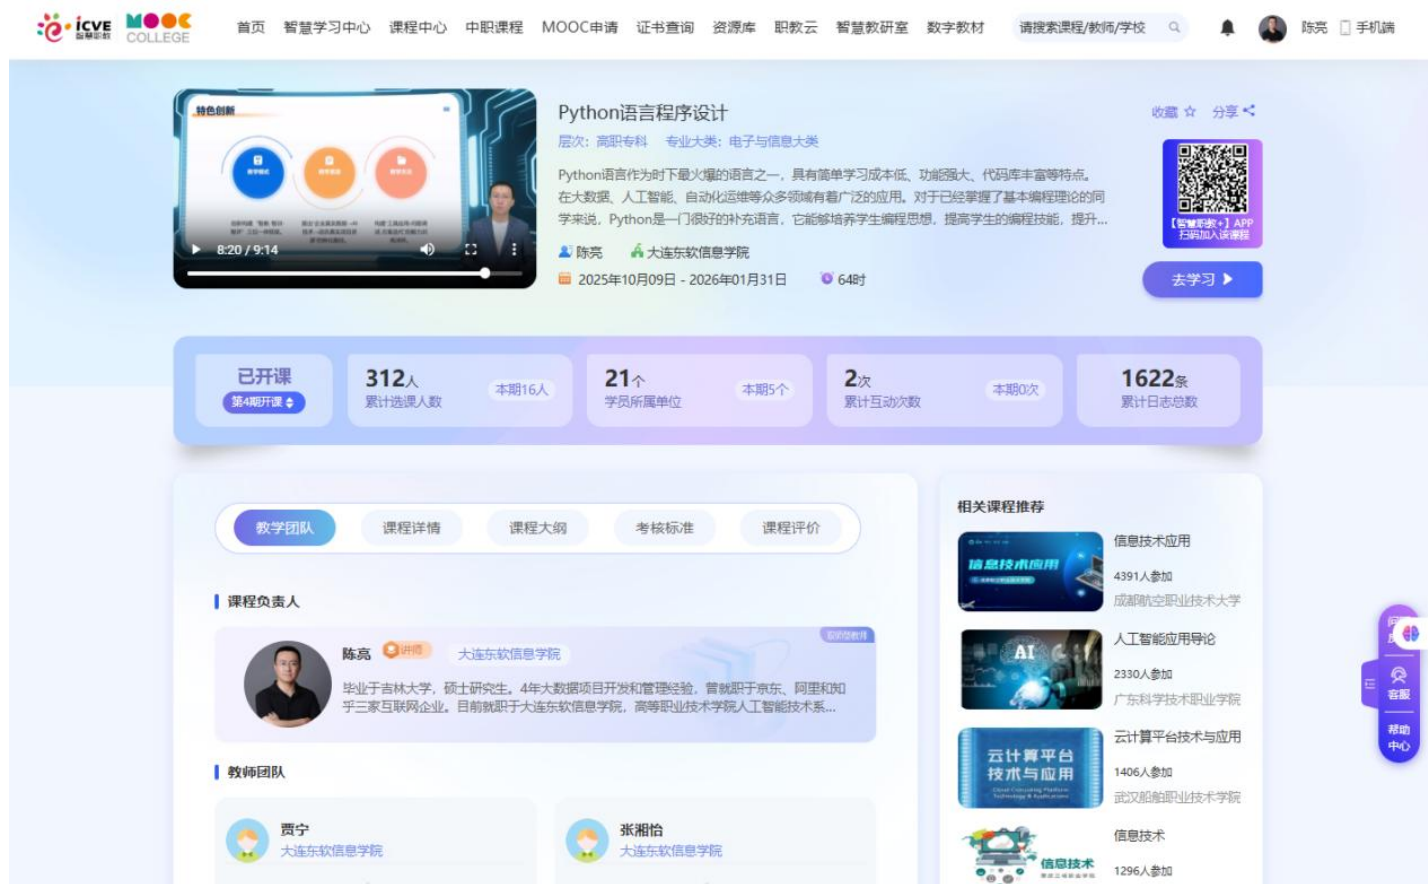 icve
智慧职教
MOOC
COLLEGE
首页 智慧学习中心 课程中心 中职课程 MOOC申请 证书查询 资源库 职教云 智慧教研室 数字教材
请搜索课程/教师/学校
陈亮
手机端
特色创新
8:20 / 9:14
Python语言程序设计
收藏 分享
层次：高职专科 专业大类：电子与信息大类
Python语言作为时下最火爆的语言之一，具有简单学习成本低、功能强大、代码库丰富等特点。
在大数据、人工智能、自动化运维等众多领域有着广泛的应用。对于已经掌握了基本编程理论的同
学来说，Python是一门很好的补充语言，它能够培养学生编程思想，提高学生的编程技能，提升...
陈亮 大连东软信息学院
2025年10月09日 - 2026年01月31日 64时
【智慧职教+】APP
扫码加入该课程
去学习
已开课
第4期开课
312人
累计选课人数
本期16人
21个
学员所属单位
本期5个
2次
累计互动次数
本期0次
1622条
累计日志总数
教学团队 课程详情 课程大纲 考核标准 课程评价
课程负责人
陈亮 讲师 大连东软信息学院
毕业于吉林大学，硕士研究生。4年大数据项目开发和管理经验，曾就职于京东、阿里和知
乎三家互联网企业。目前就职于大连东软信息学院，高等职业技术学院人工智能技术系...
教师团队
贾宁
大连东软信息学院
张湘怡
大连东软信息学院
相关课程推荐
信息技术应用
信息技术应用
4391人参加
成都航空职业技术大学
AI
人工智能应用导论
2330人参加
广东科学技术职业学院
云计算平台
技术与应用
云计算平台技术与应用
1406人参加
武汉船舶职业技术学院
信息技术
信息技术
1296人参加
客服
帮助
中心